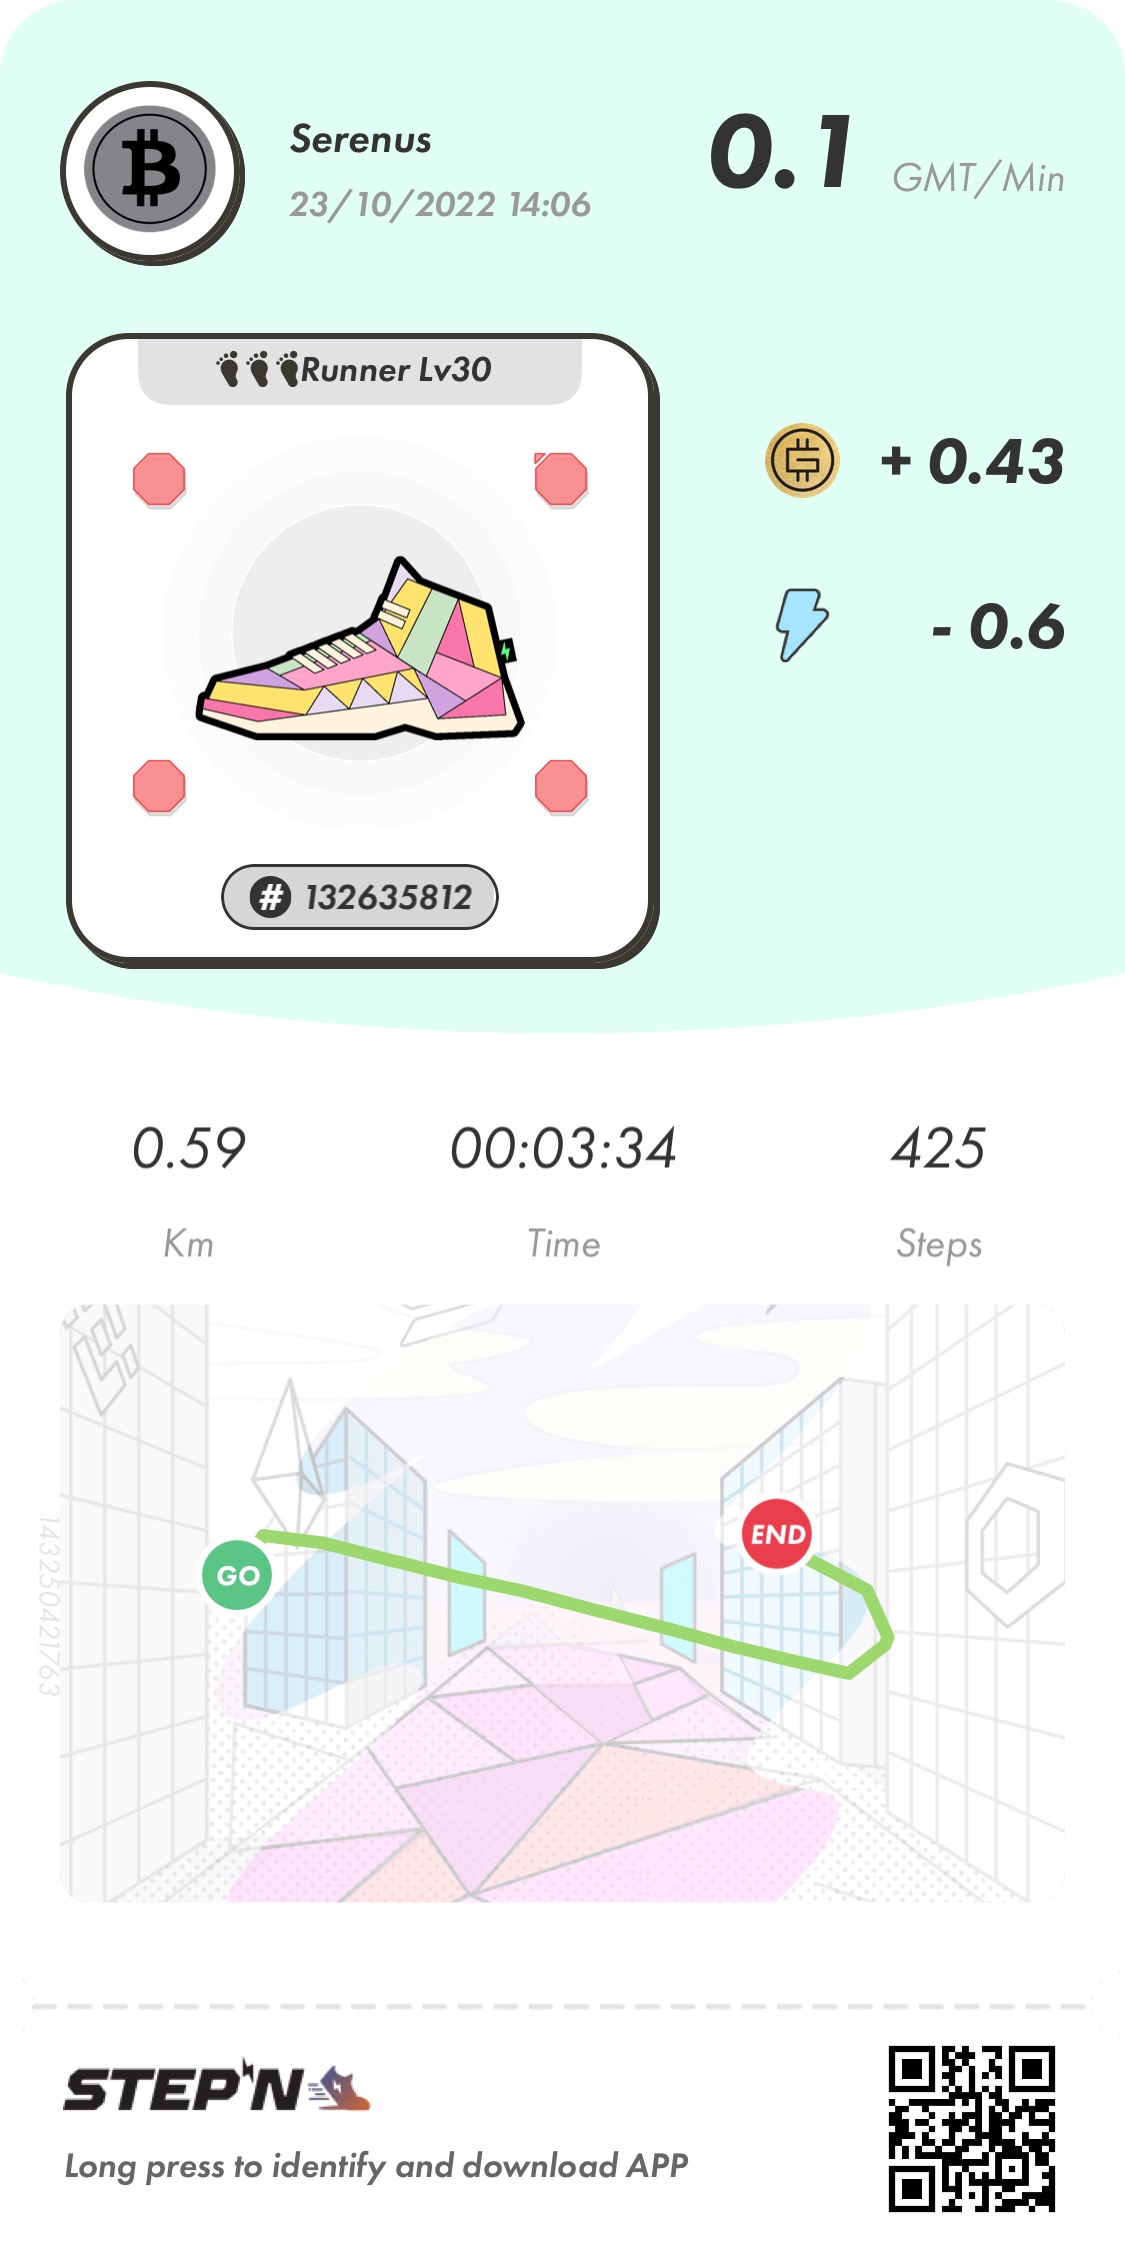 Serenus
23/10/2022 14:06
0.1 GMT/Min
👣Runner Lv30
+ 0.43
- 0.6
# 132635812
0.59
Km
00:03:34
Time
425
Steps
GO
END
143250421763
STEP'N
Long press to identify and download APP